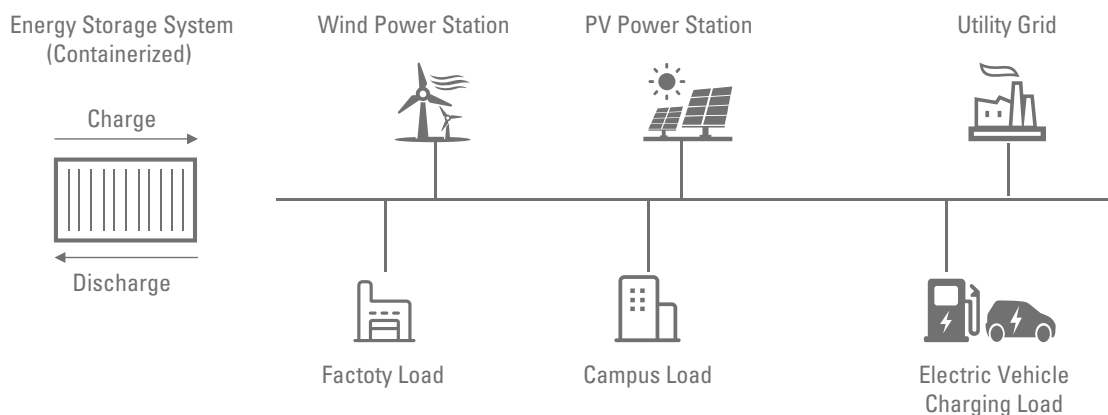 Energy Storage System
(Containerized)
Wind Power Station
PV Power Station
Utility Grid
Charge
Discharge
Factoty Load
Campus Load
Electric Vehicle
Charging Load